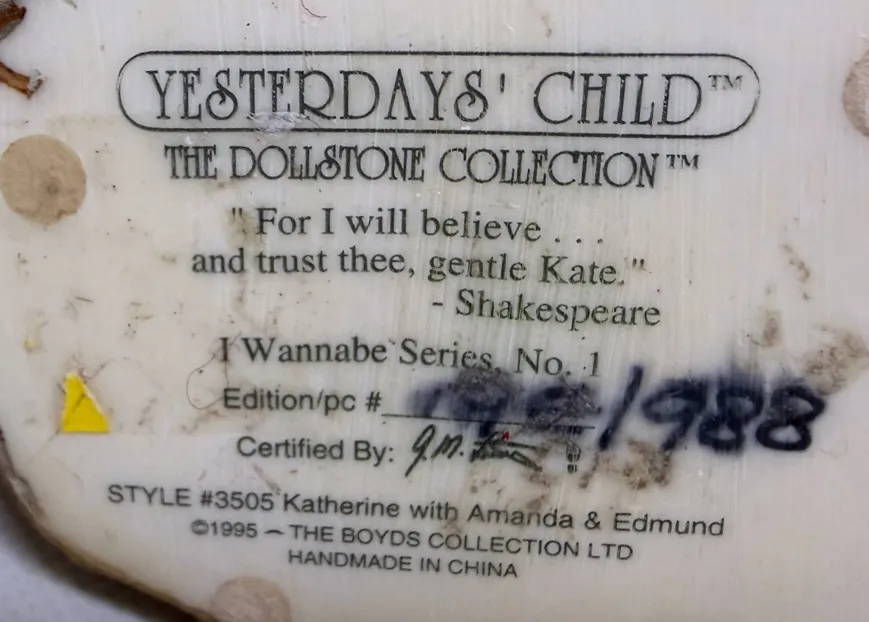 YESTERDAYS' CHILD™
THE DOLLSTONE COLLECTION™
" For I will believe . . .
and trust thee, gentle Kate."
- Shakespeare
I Wannabe Series, No. 1
Edition/pc # /988
Certified By: J.M.
STYLE #3505 Katherine with Amanda & Edmund
©1995 – THE BOYDS COLLECTION LTD
HANDMADE IN CHINA